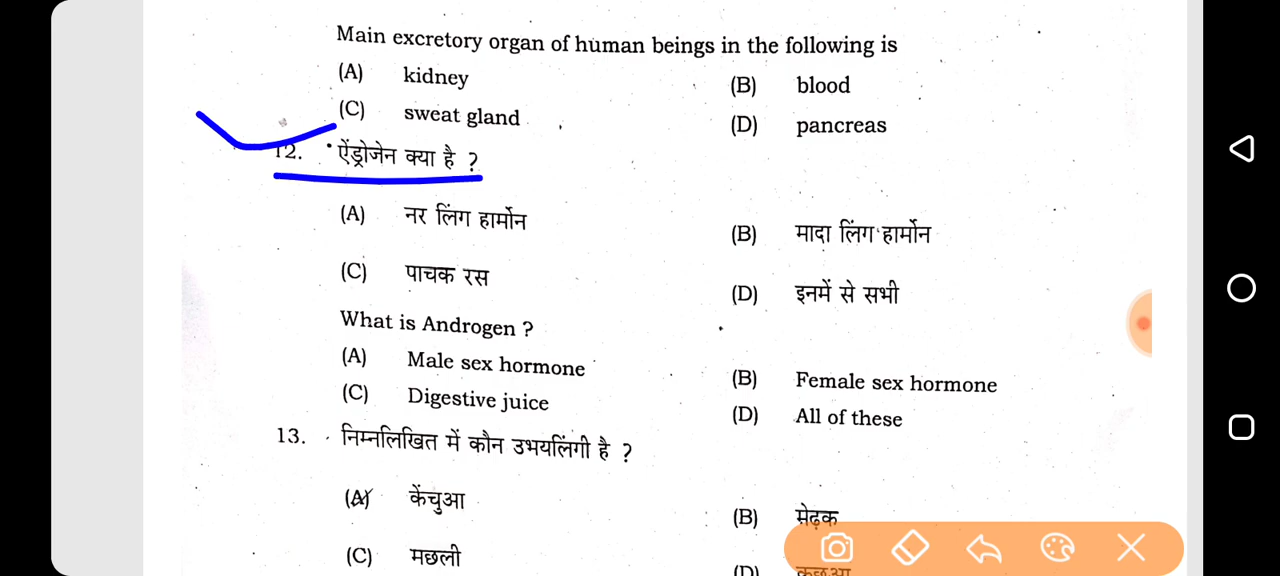 Main excretory organ of human beings in the following is
(A) kidney (B) blood
(C) sweat gland (D) pancreas
12. ऐंड्रोजेन क्या है ?
(A) नर लिंग हार्मोन (B) मादा लिंग हार्मोन
(C) पाचक रस (D) इनमें से सभी
What is Androgen ?
(A) Male sex hormone (B) Female sex hormone
(C) Digestive juice (D) All of these
13. निम्नलिखित में कौन उभयलिंगी है ?
(A) केंचुआ (B) मेढ़क
(C) मछली (D)